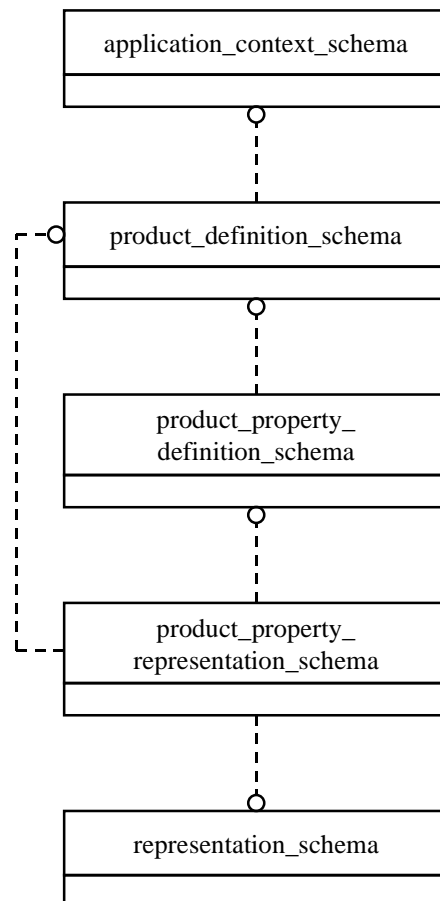 application_context_schema
product_definition_schema
product_property_
definition_schema
product_property_
representation_schema
representation_schema